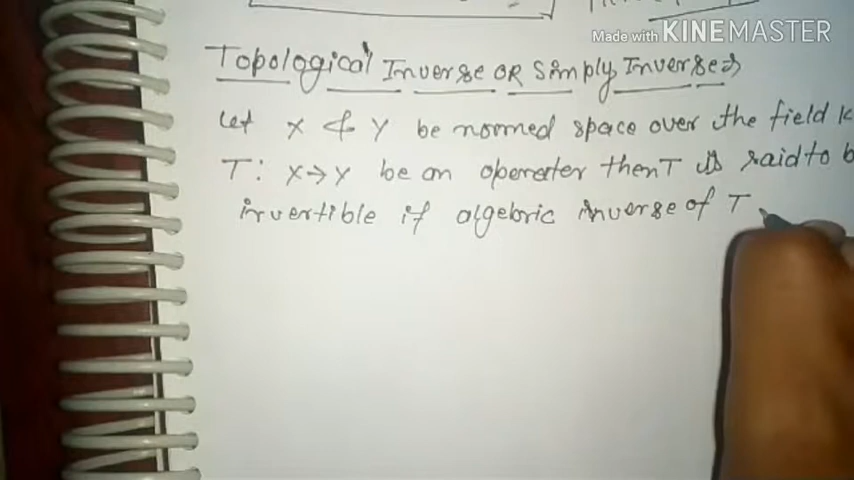 Made with KINEMASTER
Topological Inverse OR Simply Inverses
Let X & Y be normed space over the field K
T: X→Y be an operater then T is said to b
invertible if algebric inverse of T